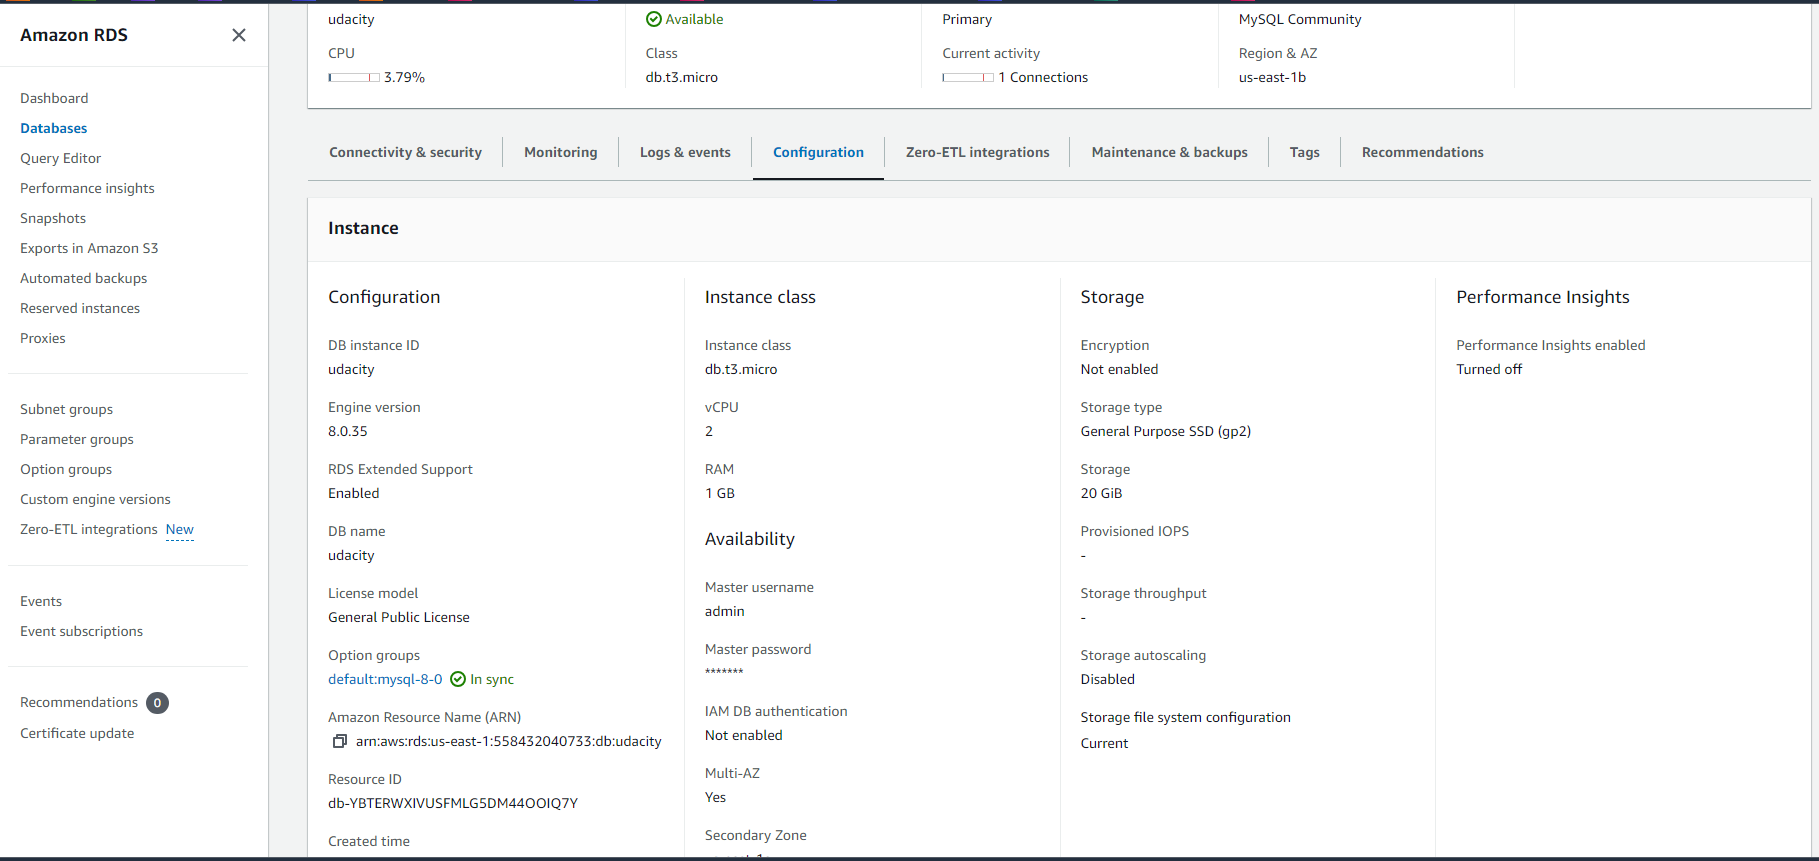 Amazon RDS
Dashboard
Databases
Query Editor
Performance insights
Snapshots
Exports in Amazon S3
Automated backups
Reserved instances
Proxies
Subnet groups
Parameter groups
Option groups
Custom engine versions
Zero-ETL integrations New
Events
Event subscriptions
Recommendations 0
Certificate update
udacity
Available
Primary
MySQL Community
CPU
3.79%
Class
db.t3.micro
Current activity
1 Connections
Region & AZ
us-east-1b
Connectivity & security
Monitoring
Logs & events
Configuration
Zero-ETL integrations
Maintenance & backups
Tags
Recommendations
Instance
Configuration
DB instance ID
udacity
Engine version
8.0.35
RDS Extended Support
Enabled
DB name
udacity
License model
General Public License
Option groups
default:mysql-8-0 In sync
Amazon Resource Name (ARN)
arn:aws:rds:us-east-1:558432040733:db:udacity
Resource ID
db-YBTERWXIVUSFMLG5DM44OOIQ7Y
Created time
Instance class
Instance class
db.t3.micro
vCPU
2
RAM
1 GB
Availability
Master username
admin
Master password
*******
IAM DB authentication
Not enabled
Multi-AZ
Yes
Secondary Zone
Storage
Encryption
Not enabled
Storage type
General Purpose SSD (gp2)
Storage
20 GiB
Provisioned IOPS
-
Storage throughput
-
Storage autoscaling
Disabled
Storage file system configuration
Current
Performance Insights
Performance Insights enabled
Turned off